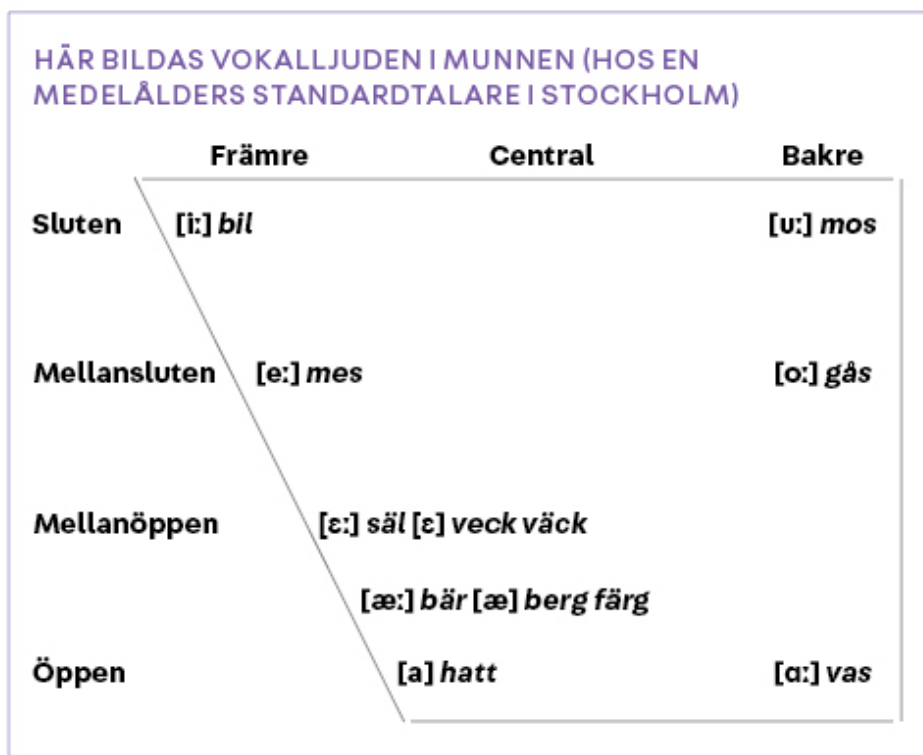 HÄR BILDAS VOKALLJUDEN I MUNNEN (HOS EN
MEDELÅLDERS STANDARDTALARE I STOCKHOLM)
Främre Central Bakre
Sluten [iː] bil [ʊː] mos
Mellansluten [eː] mes [oː] gås
Mellanöppen [ɛː] säl [ɛ] veck väck
[æː] bär [æ] berg färg
Öppen [a] hatt [ɑː] vas